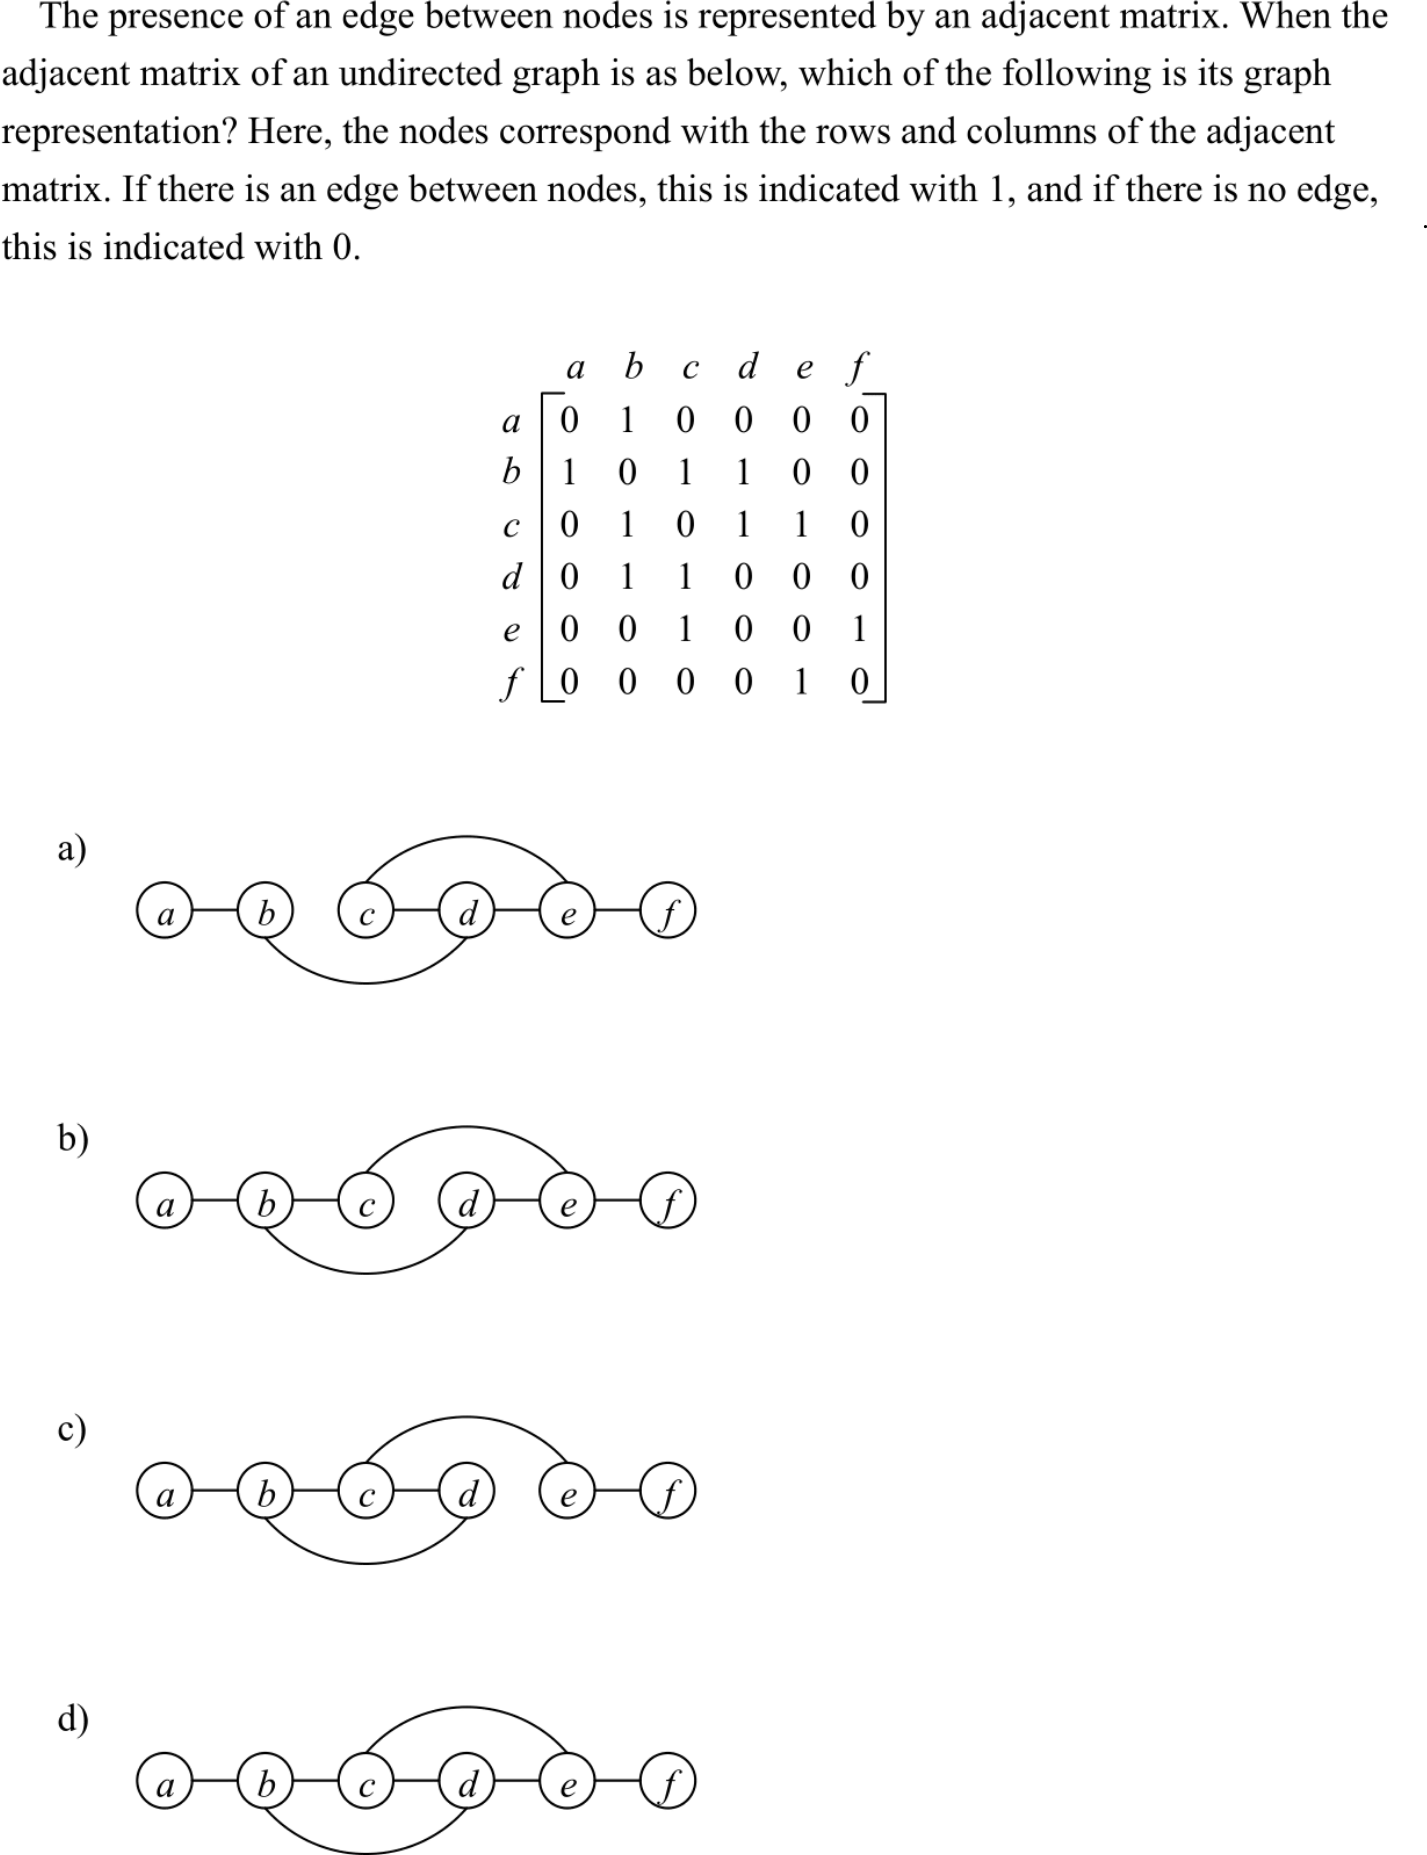 The presence of an edge between nodes is represented by an adjacent matrix. When the
adjacent matrix of an undirected graph is as below, which of the following is its graph
representation? Here, the nodes correspond with the rows and columns of the adjacent
matrix. If there is an edge between nodes, this is indicated with 1, and if there is no edge,
this is indicated with 0.
a b c d e f
a 0 1 0 0 0 0
b 1 0 1 1 0 0
c 0 1 0 1 1 0
d 0 1 1 0 0 0
e 0 0 1 0 0 1
f 0 0 0 0 1 0
a)
a b c d e f
b)
a b c d e f
c)
a b c d e f
d)
a b c d e f